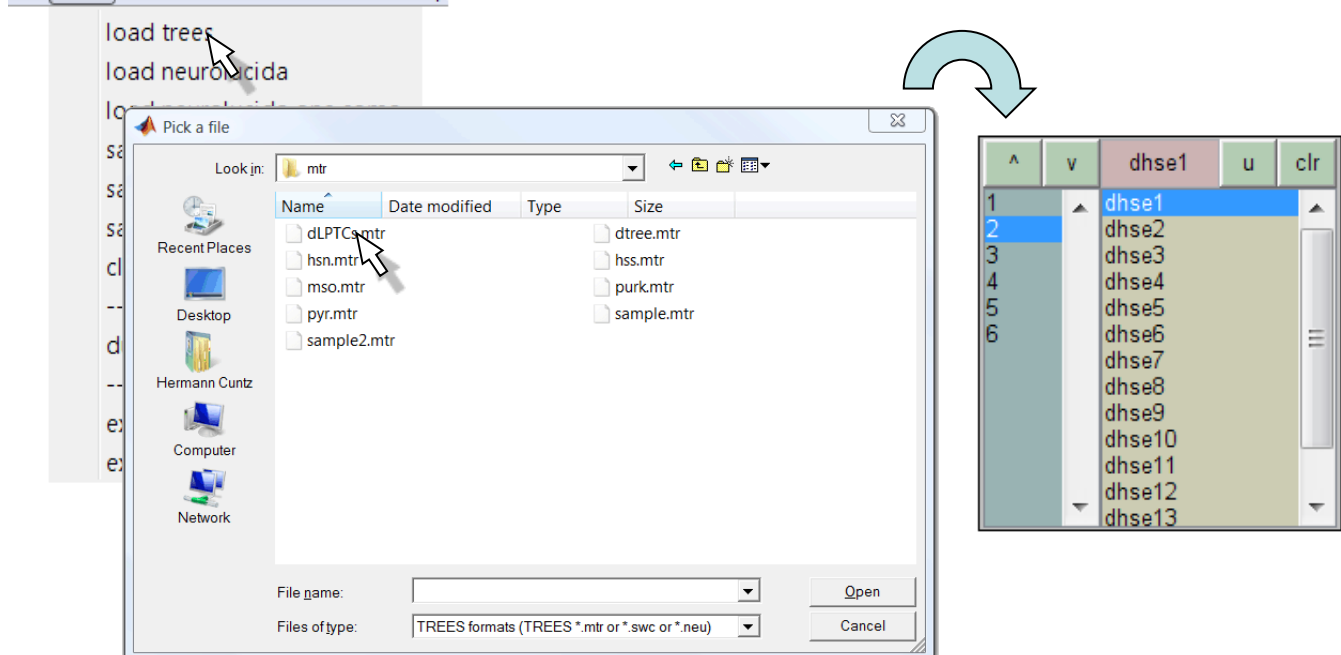 load trees
load neurolucida
Pick a file
Look in:
mtr
Name Date modified Type Size
dLPTCs.mtr dtree.mtr
hsn.mtr hss.mtr
mso.mtr purk.mtr
pyr.mtr sample.mtr
sample2.mtr
Recent Places
Desktop
Hermann Cuntz
Computer
Network
File name:
Open
Files of type:
TREES formats (TREES *.mtr or *.swc or *.neu)
Cancel
^ v dhse1 u clr
1 dhse1
2 dhse2
3 dhse3
4 dhse4
5 dhse5
6 dhse6
dhse7
dhse8
dhse9
dhse10
dhse11
dhse12
dhse13